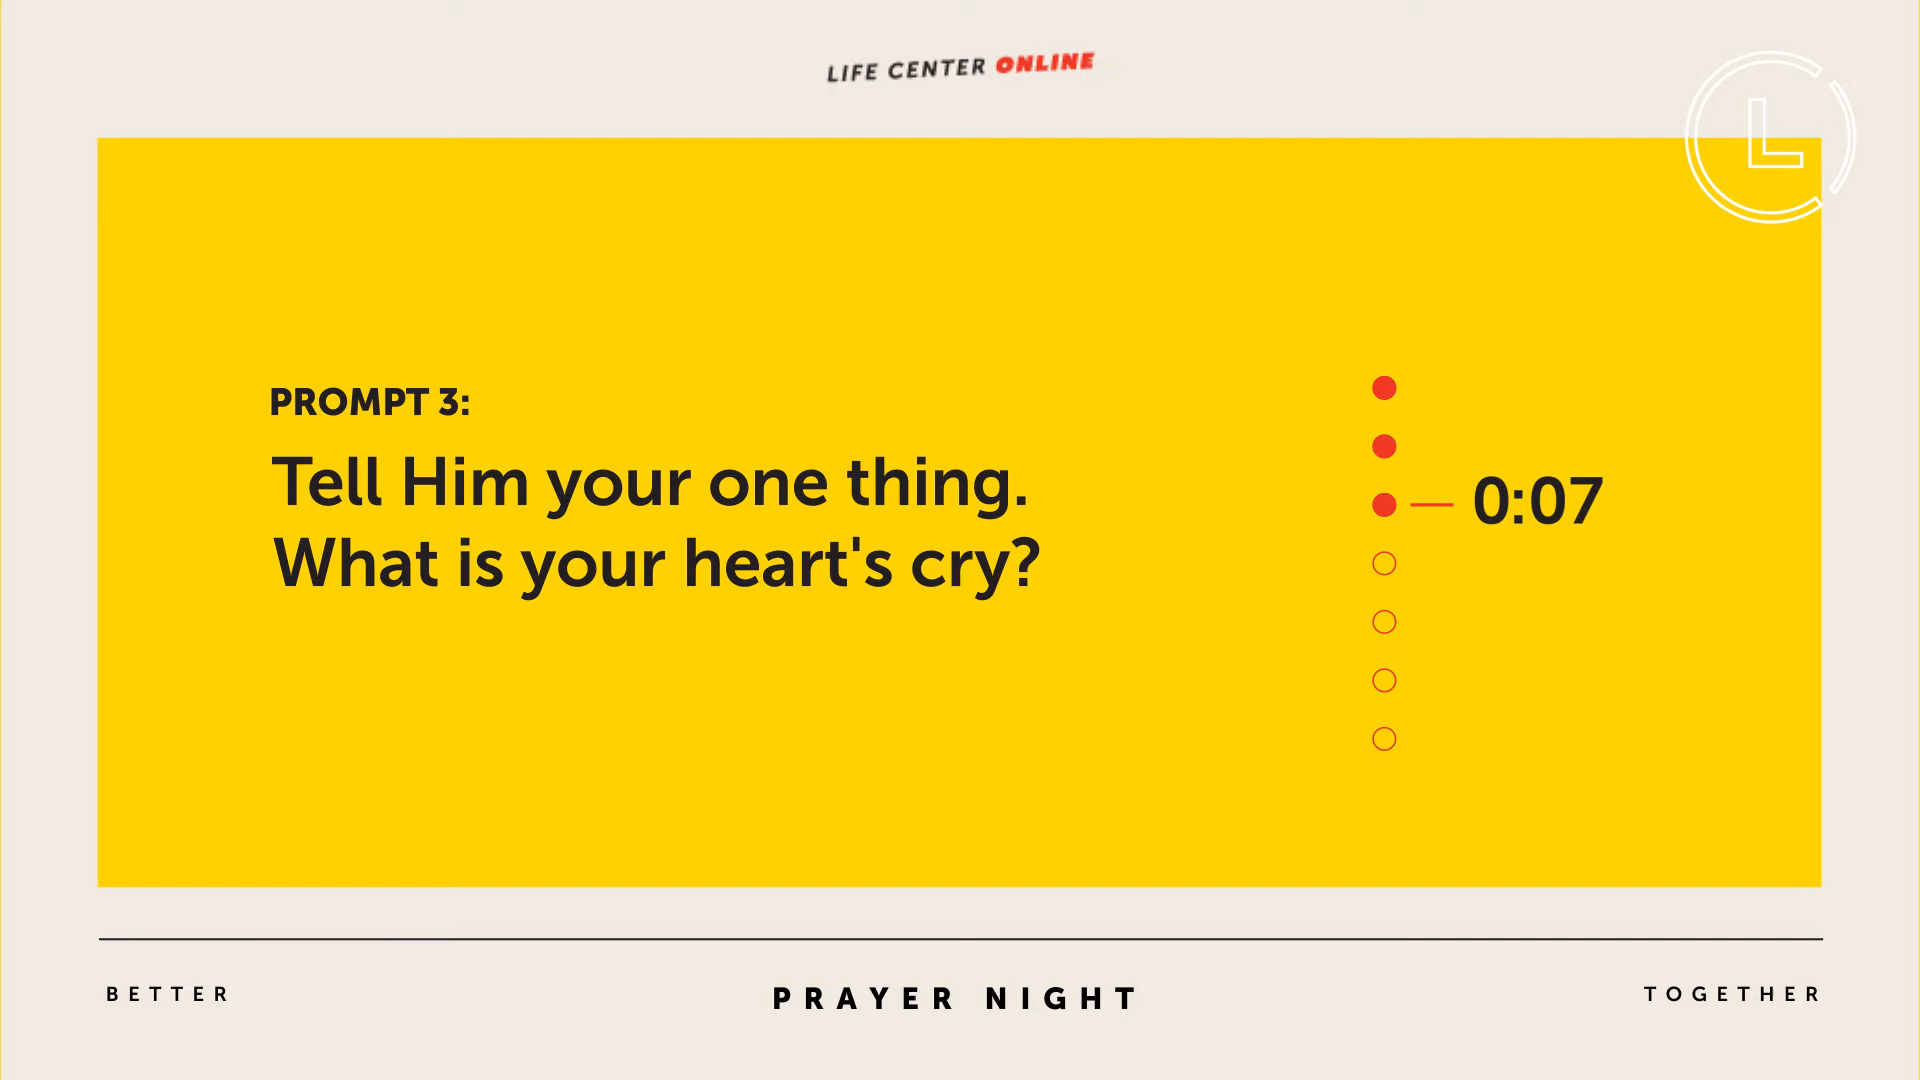 LIFE CENTER ONLINE
L
PROMPT 3:
Tell Him your one thing.
What is your heart's cry?
0:07
BETTER
PRAYER NIGHT
TOGETHER